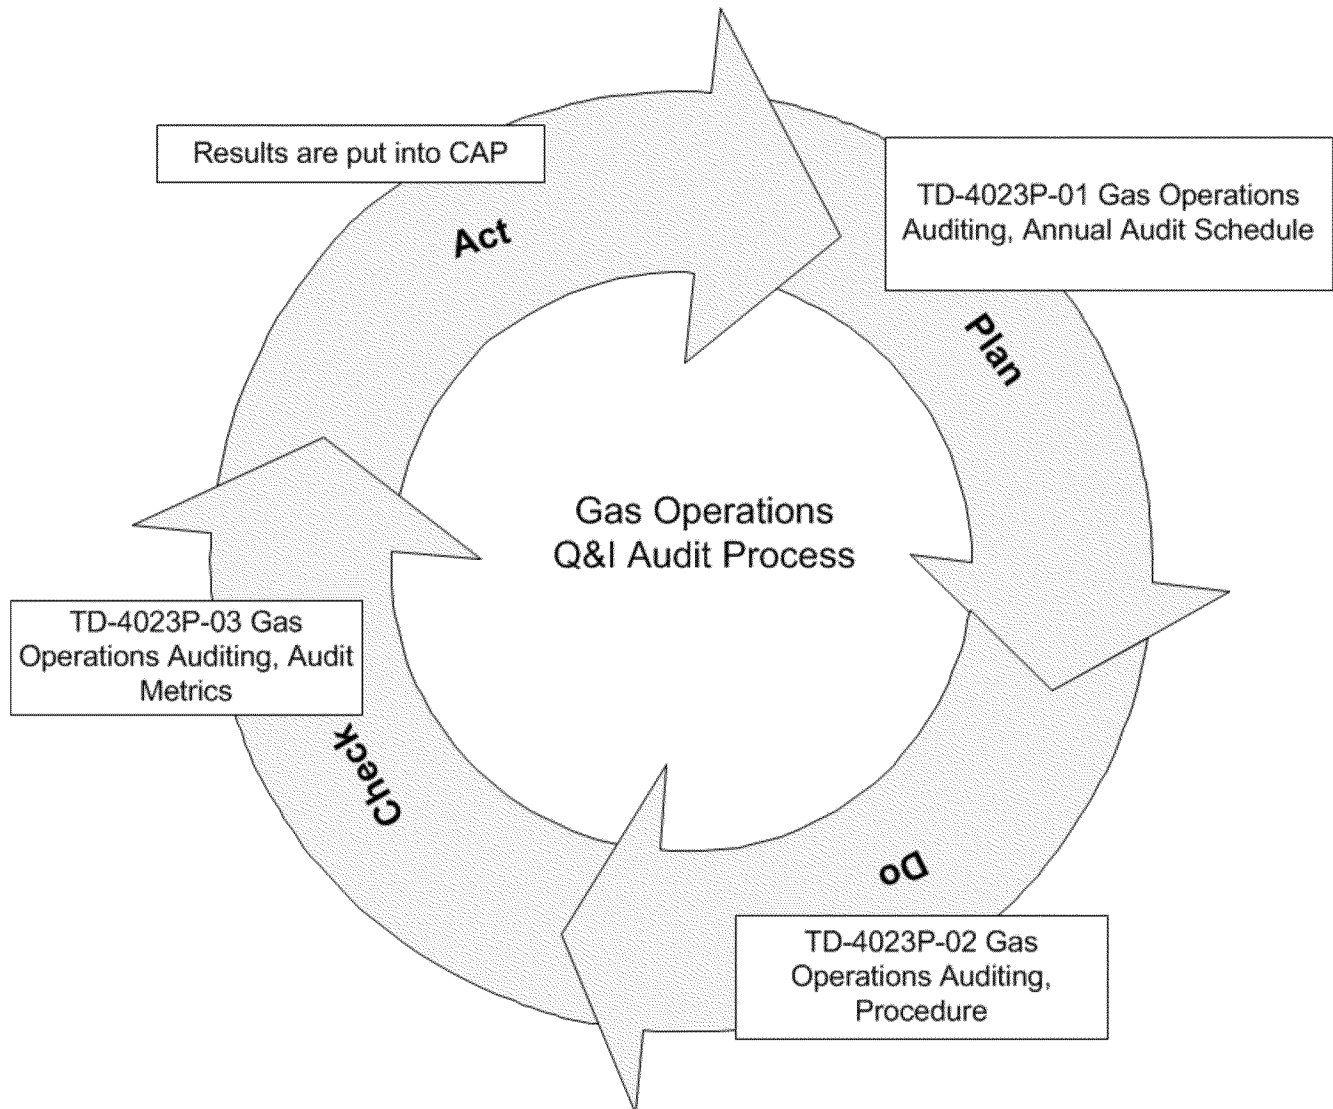 Results are put into CAP
TD-4023P-01 Gas Operations
Auditing, Annual Audit Schedule
Act
Plan
Gas Operations
Q&I Audit Process
TD-4023P-03 Gas
Operations Auditing, Audit
Metrics
Check
Do
TD-4023P-02 Gas
Operations Auditing,
Procedure